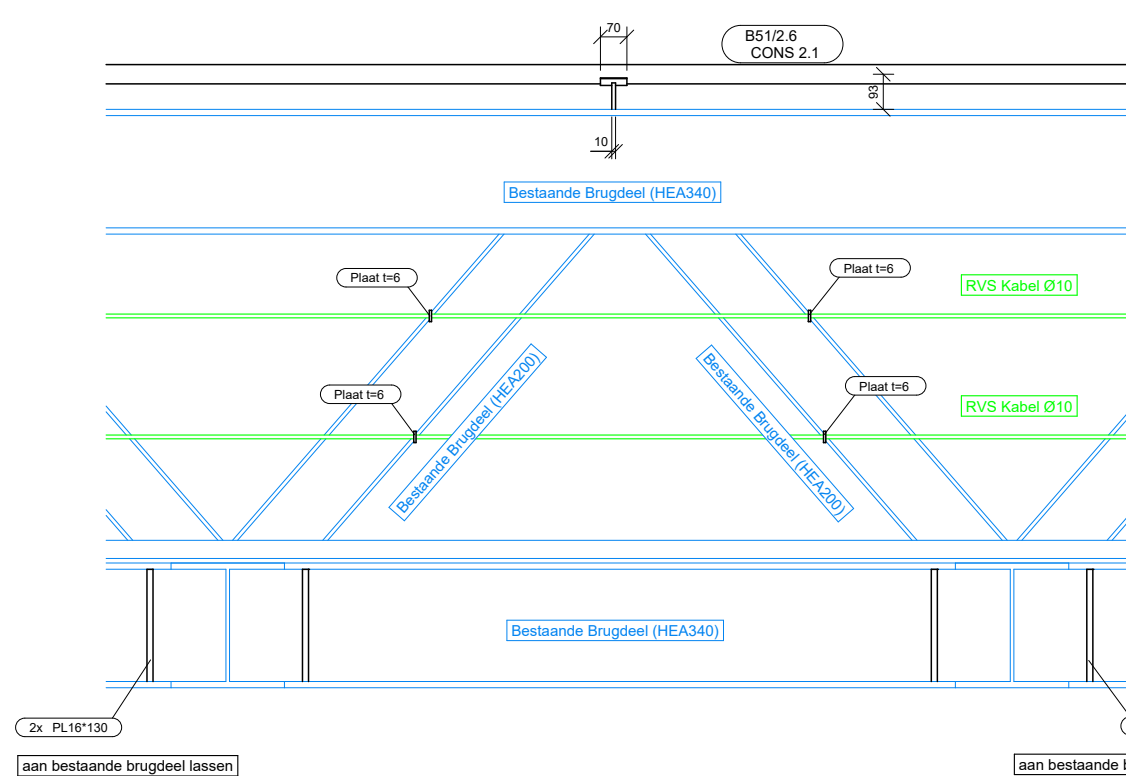 70
B51/2.6
CONS 2.1
93
10
Bestaande Brugdeel (HEA340)
Plaat t=6
Plaat t=6
RVS Kabel Ø10
Bestaande Brugdeel (HEA200)
Bestaande Brugdeel (HEA200)
Plaat t=6
Plaat t=6
RVS Kabel Ø10
Bestaande Brugdeel (HEA340)
2x PL16*130
aan bestaande brugdeel lassen
aan bestaande b